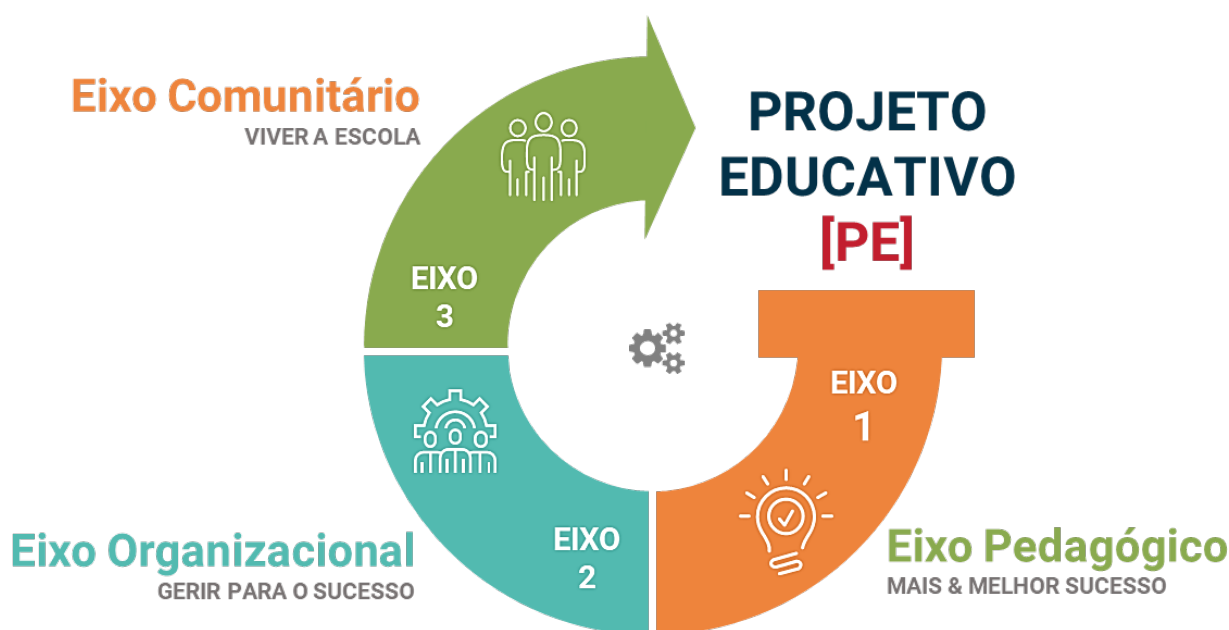 Eixo Comunitário
VIVER A ESCOLA
PROJETO
EDUCATIVO
[PE]
EIXO
3
EIXO
1
EIXO
2
Eixo Organizacional
GERIR PARA O SUCESSO
Eixo Pedagógico
MAIS & MELHOR SUCESSO